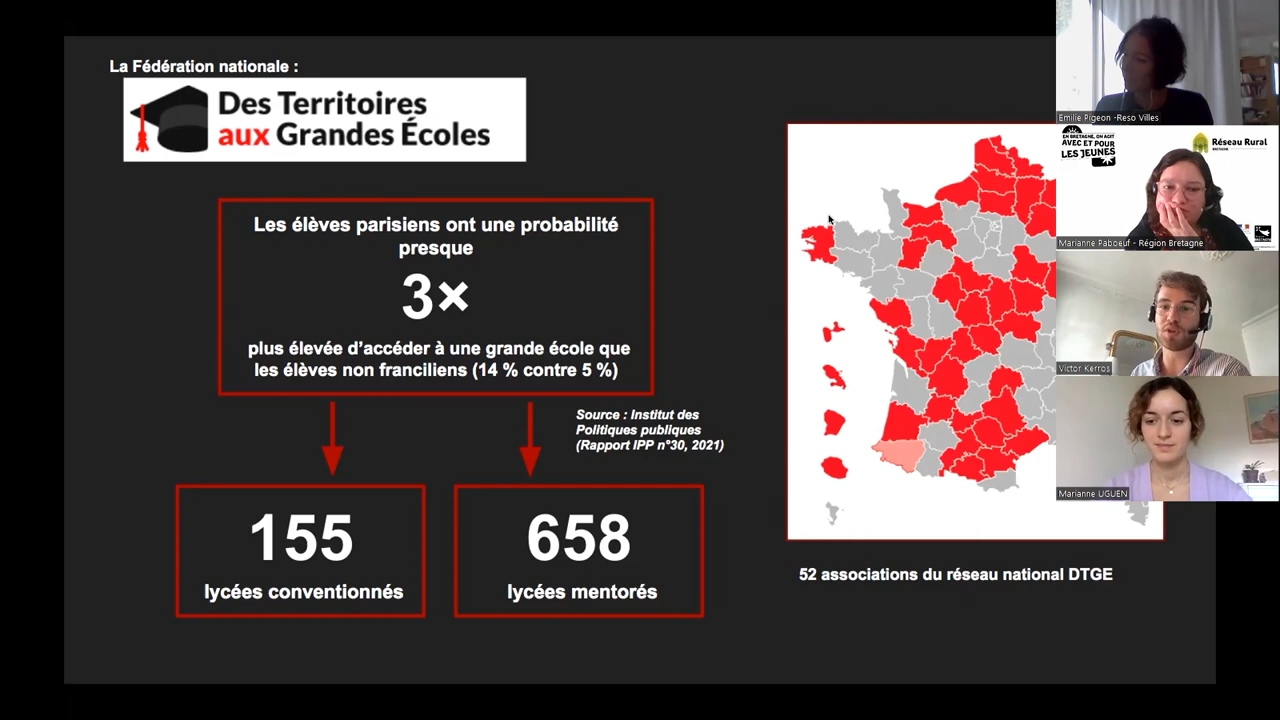 La Fédération nationale :
Des Territoires
aux Grandes Écoles
Les élèves parisiens ont une probabilité
presque
3×
plus élevée d’accéder à une grande école que
les élèves non franciliens (14 % contre 5 %)
Source : Institut des
Politiques publiques
(Rapport IPP n°30, 2021)
155
lycées conventionnés
658
lycées mentorés
52 associations du réseau national DTGE
Emilie Pigeon -Reso Villes
EN BRETAGNE, ON AGIT
AVEC ET POUR
LES JEUNES
Réseau Rural
BRETAGNE
Marianne Paboeuf - Région Bretagne
Victor Kerros
Marianne UGUEN